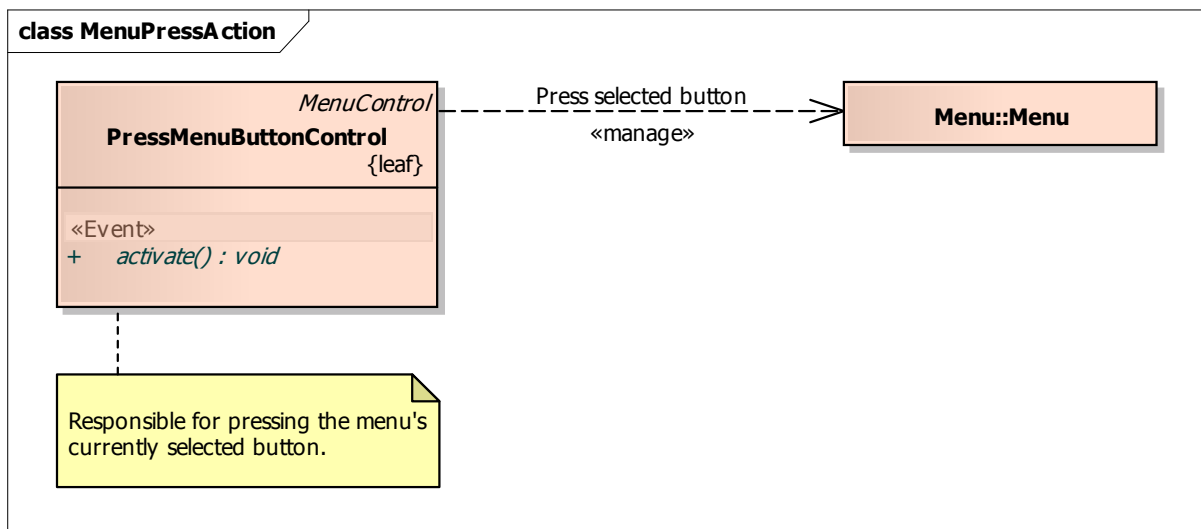 class MenuPressAction
MenuControl
PressMenuButtonControl
{leaf}
«Event»
+ activate() : void
Press selected button
«manage»
Menu::Menu
Responsible for pressing the menu's
currently selected button.